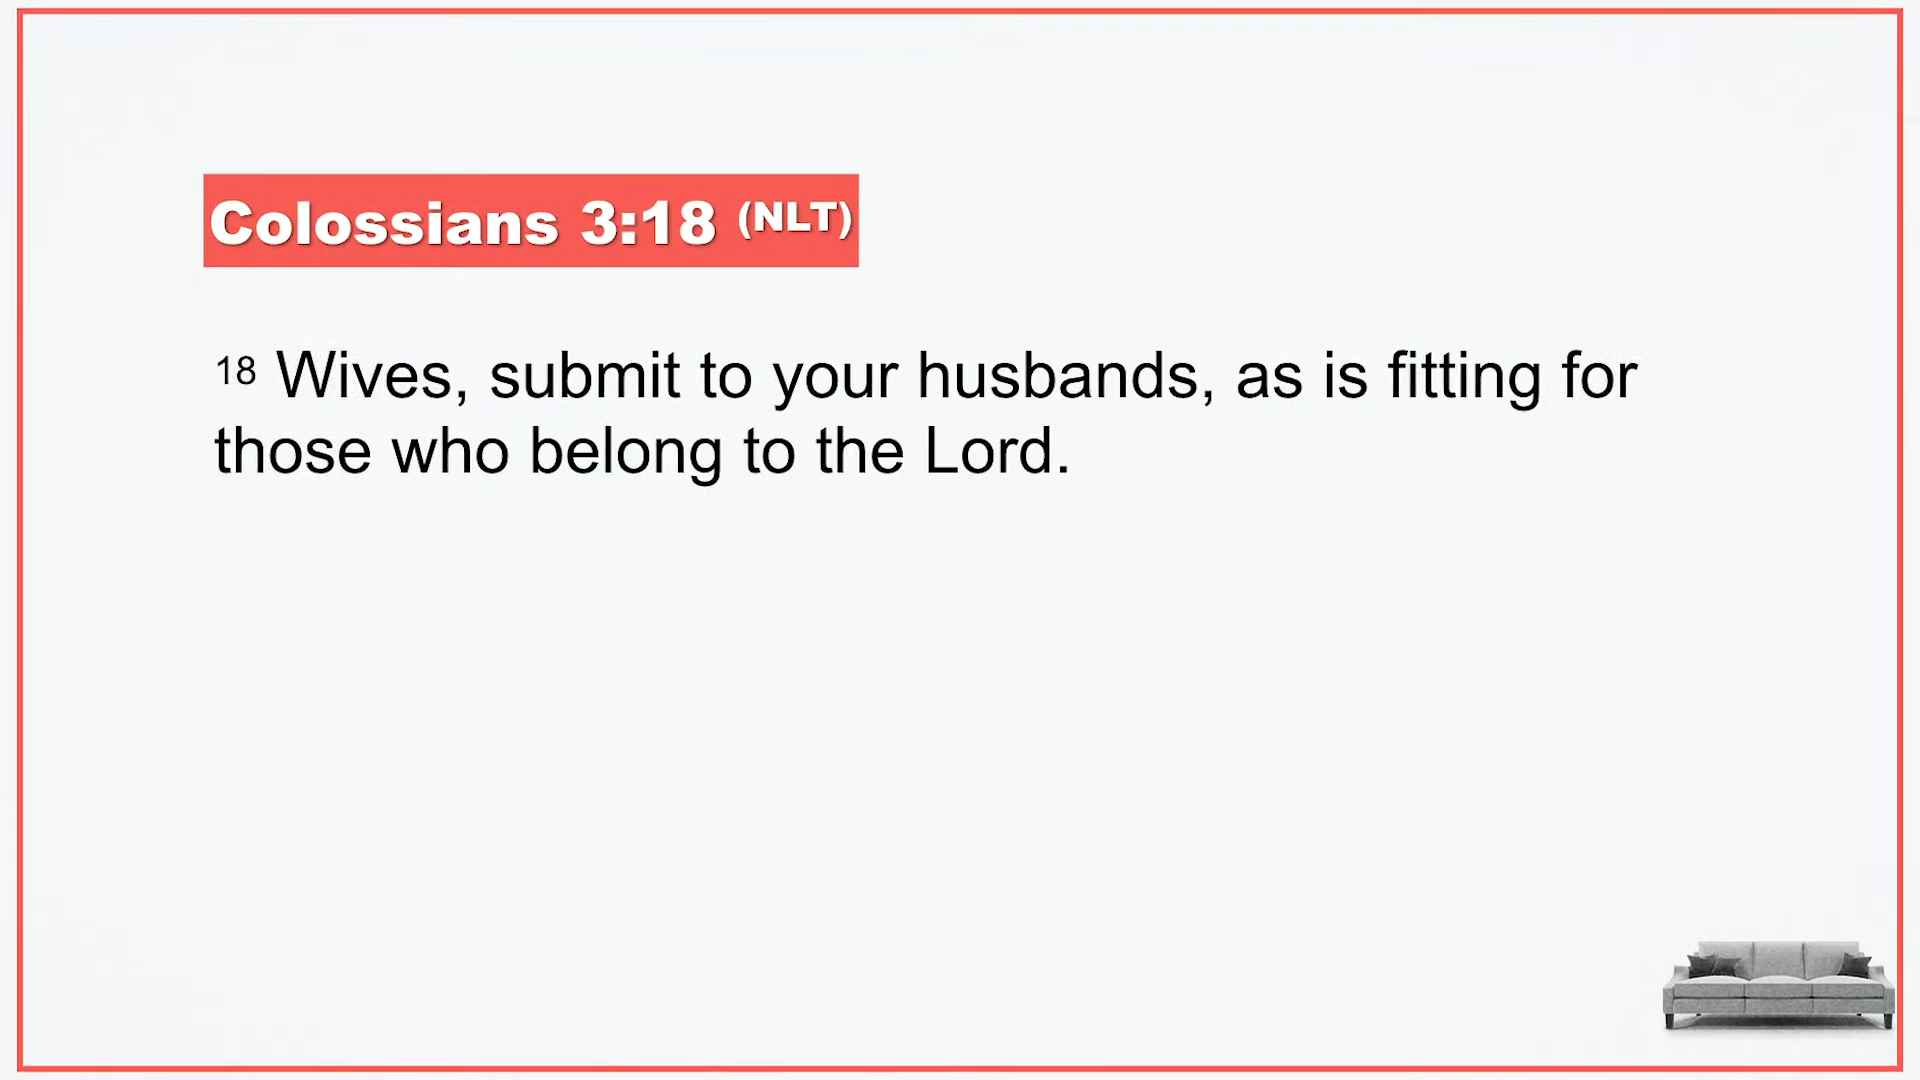 Colossians 3:18 (NLT)
18 Wives, submit to your husbands, as is fitting for
those who belong to the Lord.